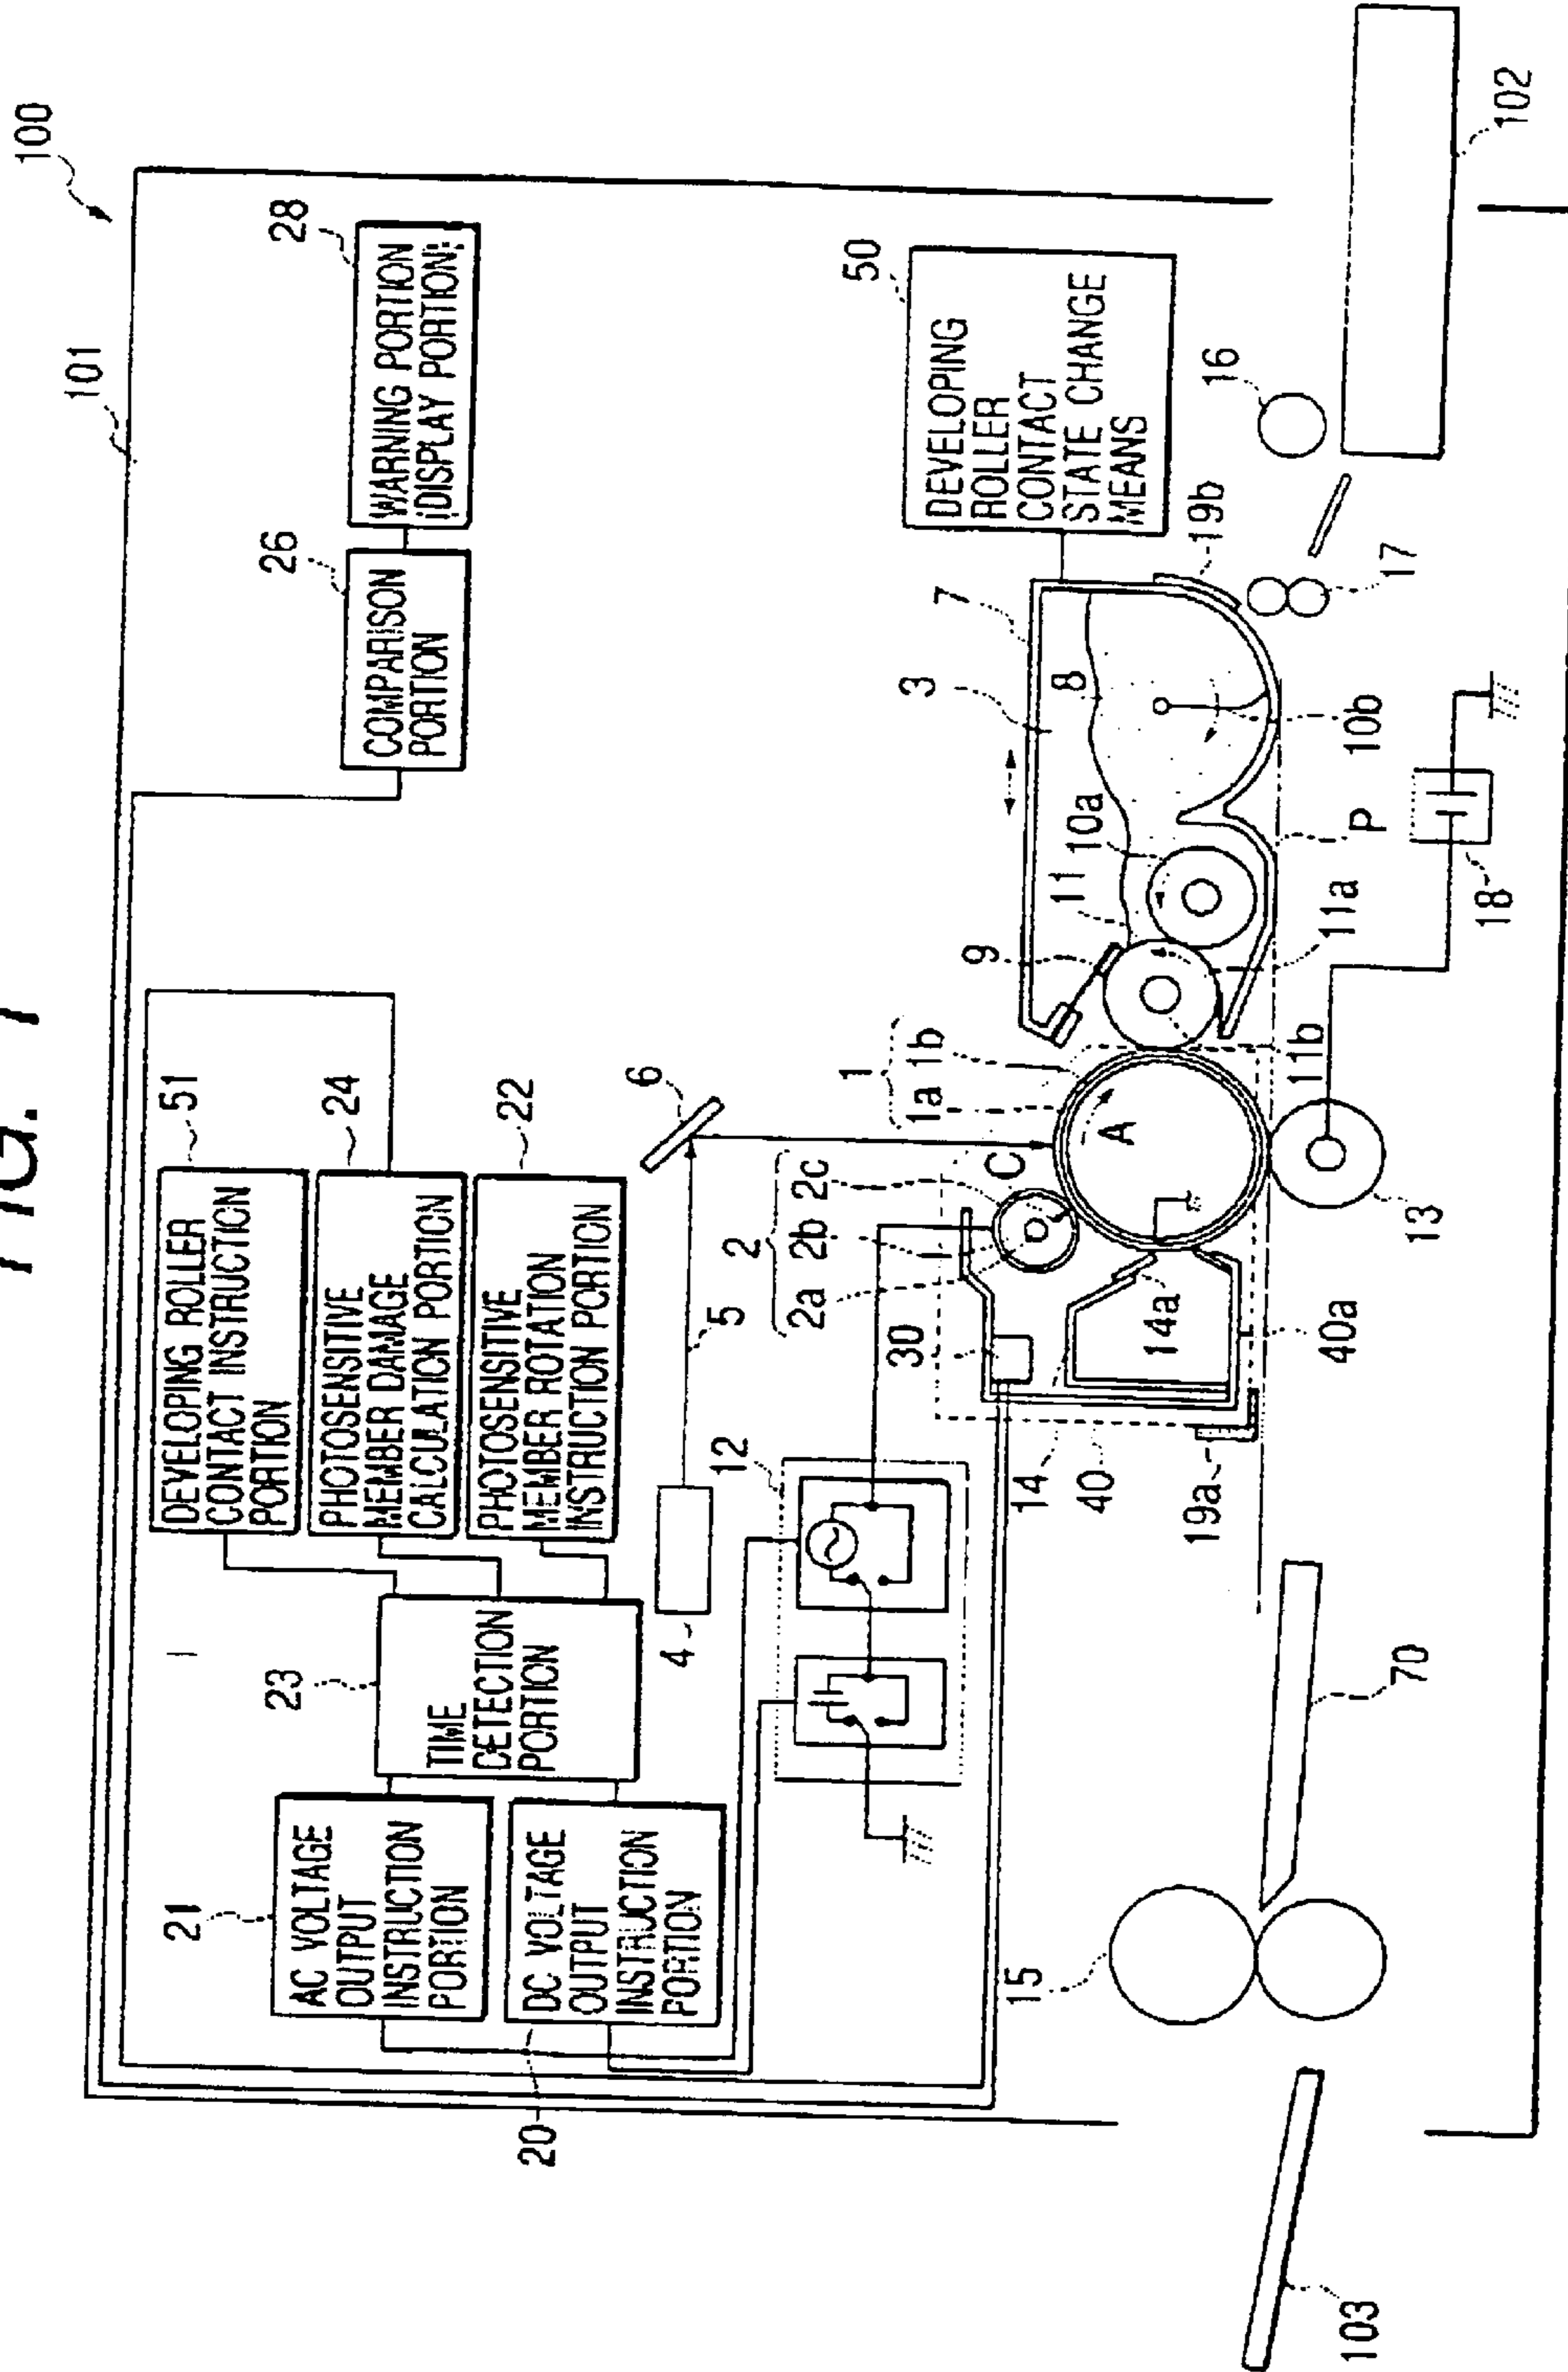 FIG. 1
100
101
28
WARNING PORTION
(DISPLAY PORTION)
26
COMPARISON
PORTION
51
DEVELOPING ROLLER
CONTACT INSTRUCTION
PORTION
24
PHOTOSENSITIVE
MEMBER DAMAGE
CALCULATION PORTION
22
PHOTOSENSITIVE
MEMBER ROTATION
INSTRUCTION PORTION
23
TIME
DETECTION
PORTION
21
AC VOLTAGE
OUTPUT
INSTRUCTION
PORTION
DC VOLTAGE
OUTPUT
INSTRUCTION
PORTION
20
4
5
6
12
50
DEVELOPING
ROLLER
CONTACT
STATE CHANGE
MEANS
2
2a
2b
2c
C
1
1a
1b
A
30
14
14a
40
40a
19a
9
11
10a
3
8
7
19b
11b
11a
P
10b
16
17
102
13
18
15
70
103